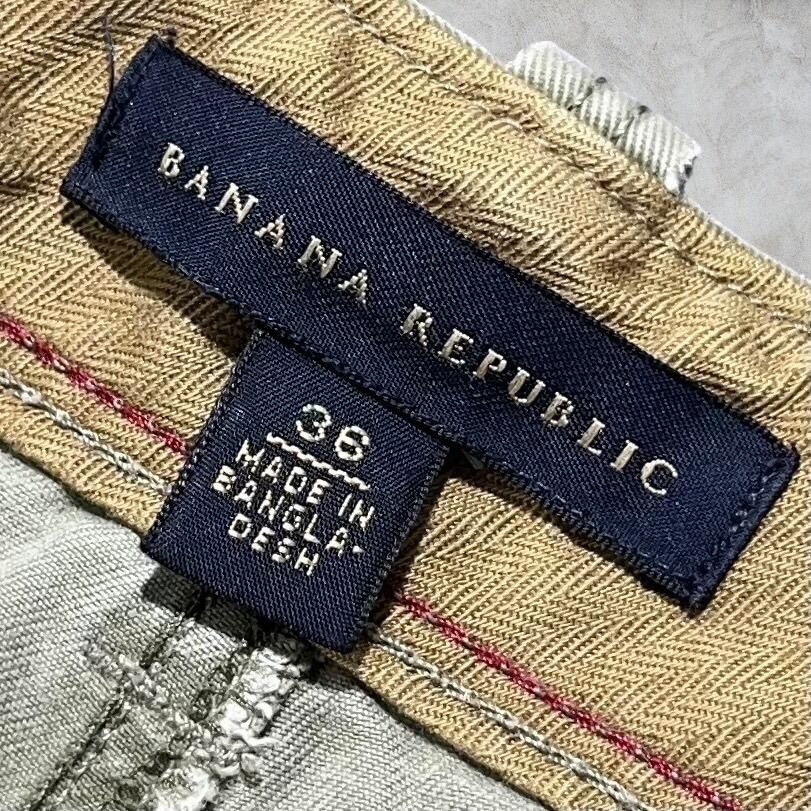 BANANA REPUBLIC
36
MADE IN
BANGLA-
DESH